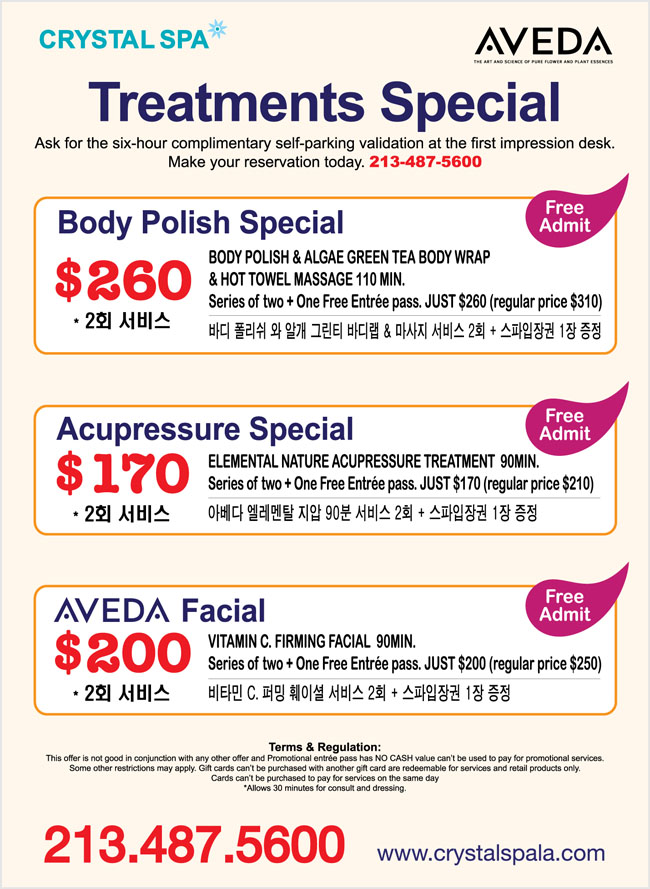 CRYSTAL SPA
AVEDA
THE ART AND SCIENCE OF PURE FLOWER AND PLANT ESSENCES
Treatments Special
Ask for the six-hour complimentary self-parking validation at the first impression desk.
Make your reservation today. 213-487-5600
Free
Admit
Body Polish Special
$260
* 2회 서비스
BODY POLISH & ALGAE GREEN TEA BODY WRAP
& HOT TOWEL MASSAGE 110 MIN.
Series of two + One Free Entrée pass. JUST $260 (regular price $310)
바디 폴리쉬 와 알개 그린티 바디랩 & 마사지 서비스 2회 + 스파입장권 1장 증정
Free
Admit
Acupressure Special
$170
* 2회 서비스
ELEMENTAL NATURE ACUPRESSURE TREATMENT 90MIN.
Series of two + One Free Entrée pass. JUST $170 (regular price $210)
아베다 엘레멘탈 지압 90분 서비스 2회 + 스파입장권 1장 증정
Free
Admit
AVEDA Facial
$200
* 2회 서비스
VITAMIN C. FIRMING FACIAL 90MIN.
Series of two + One Free Entrée pass. JUST $200 (regular price $250)
비타민 C. 퍼밍 훼이셜 서비스 2회 + 스파입장권 1장 증정
Terms & Regulation:
This offer is not good in conjunction with any other offer and Promotional entrée pass has NO CASH value can't be used to pay for promotional services.
Some other restrictions may apply. Gift cards can't be purchased with another gift card are redeemable for services and retail products only.
Cards can't be purchased to pay for services on the same day
*Allows 30 minutes for consult and dressing.
213.487.5600
www.crystalspala.com